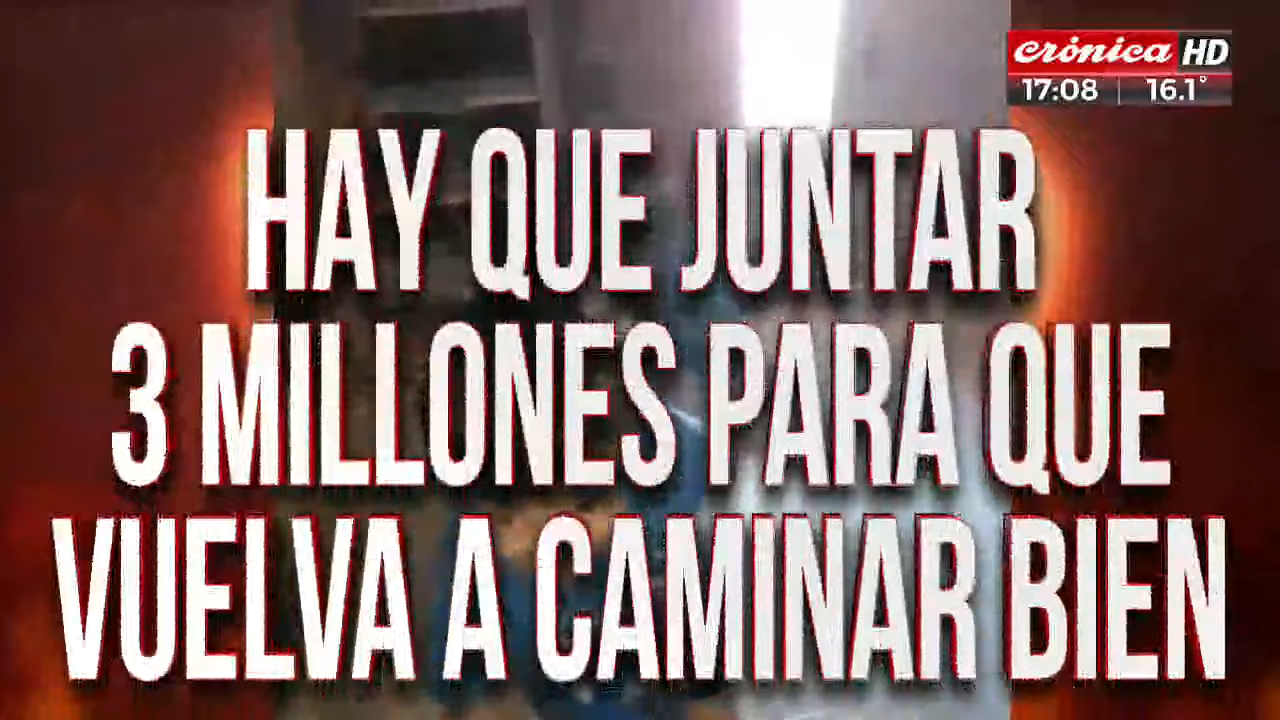 crónica HD
17:08 | 16.1°
HAY QUE JUNTAR
3 MILLONES PARA QUE
VUELVA A CAMINAR BIEN